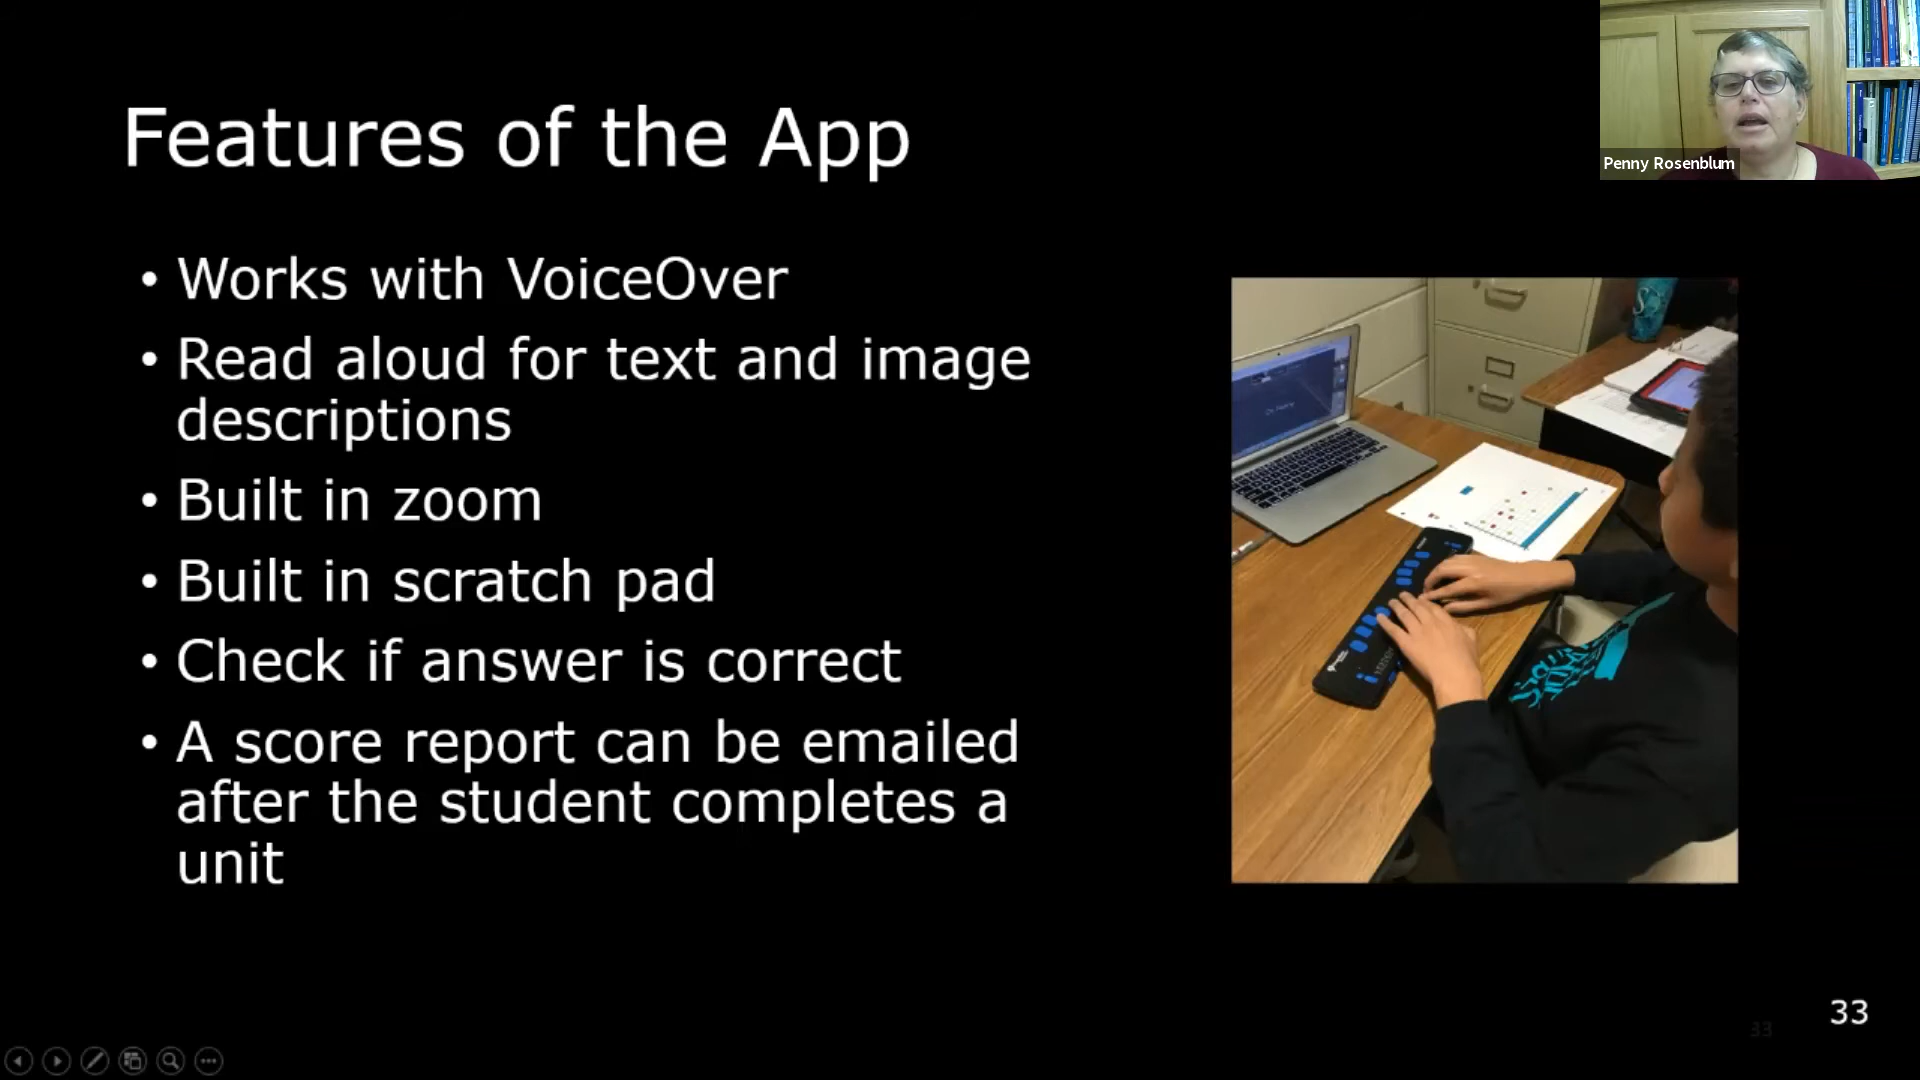 Features of the App
Penny Rosenblum
• Works with VoiceOver
• Read aloud for text and image
descriptions
• Built in zoom
• Built in scratch pad
• Check if answer is correct
• A score report can be emailed
after the student completes a
unit
33
33